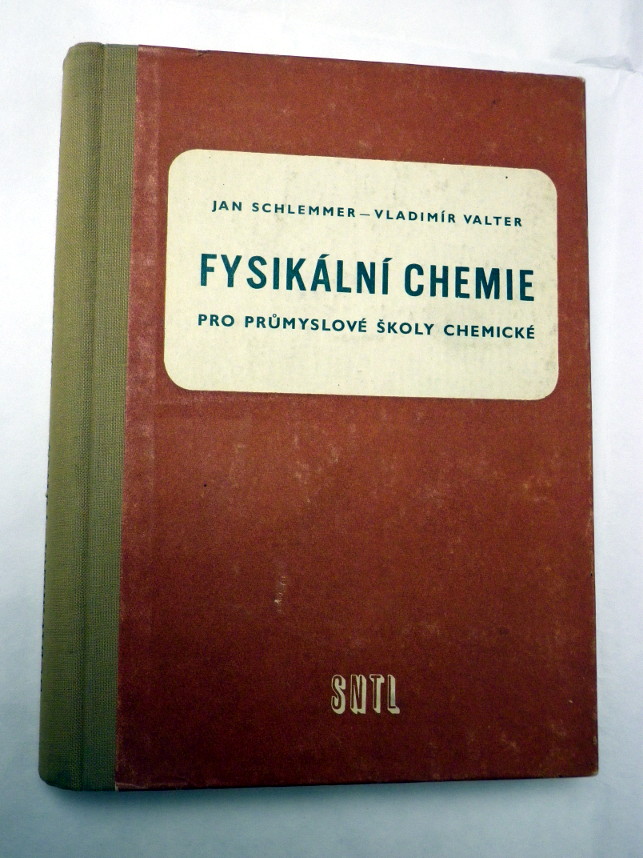 JAN SCHLEMMER – VLADIMÍR VALTER
FYSIKÁLNÍ CHEMIE
PRO PRŮMYSLOVÉ ŠKOLY CHEMICKÉ
SNTL